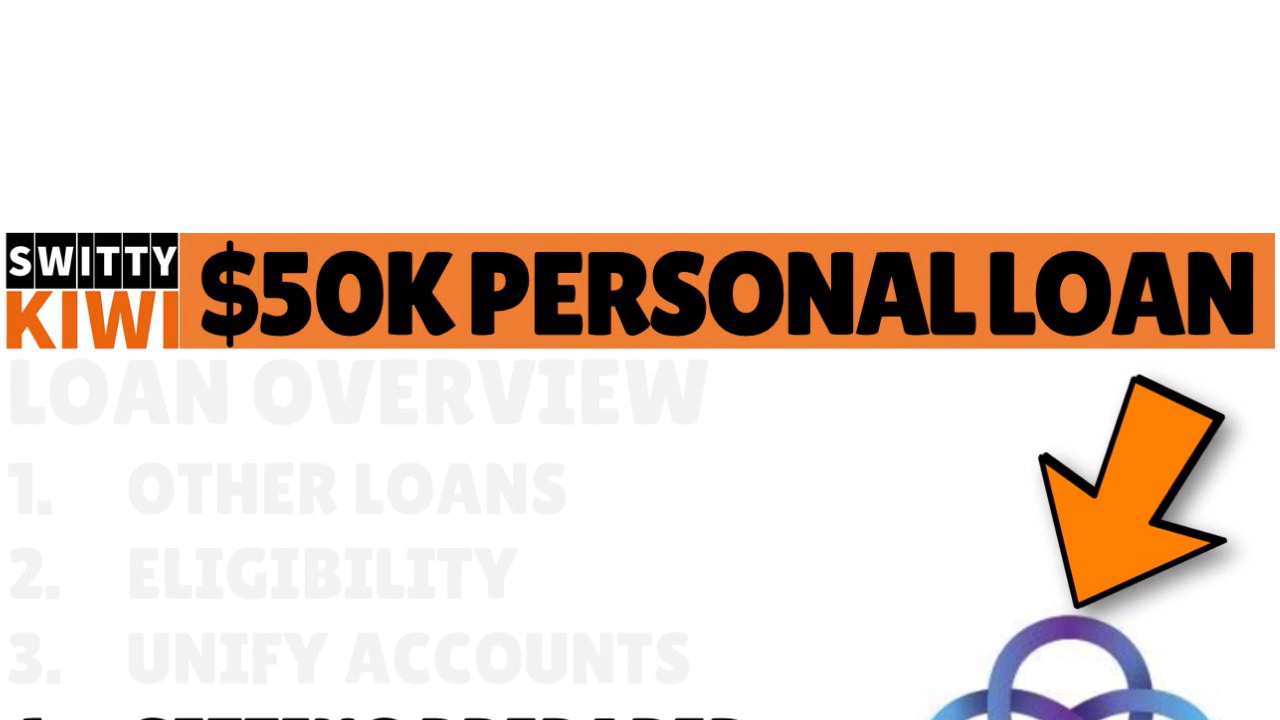 SWITTY
KIWI
$50K PERSONAL LOAN
LOAN OVERVIEW
1. OTHER LOANS
2. ELIGIBILITY
3. UNIFY ACCOUNTS